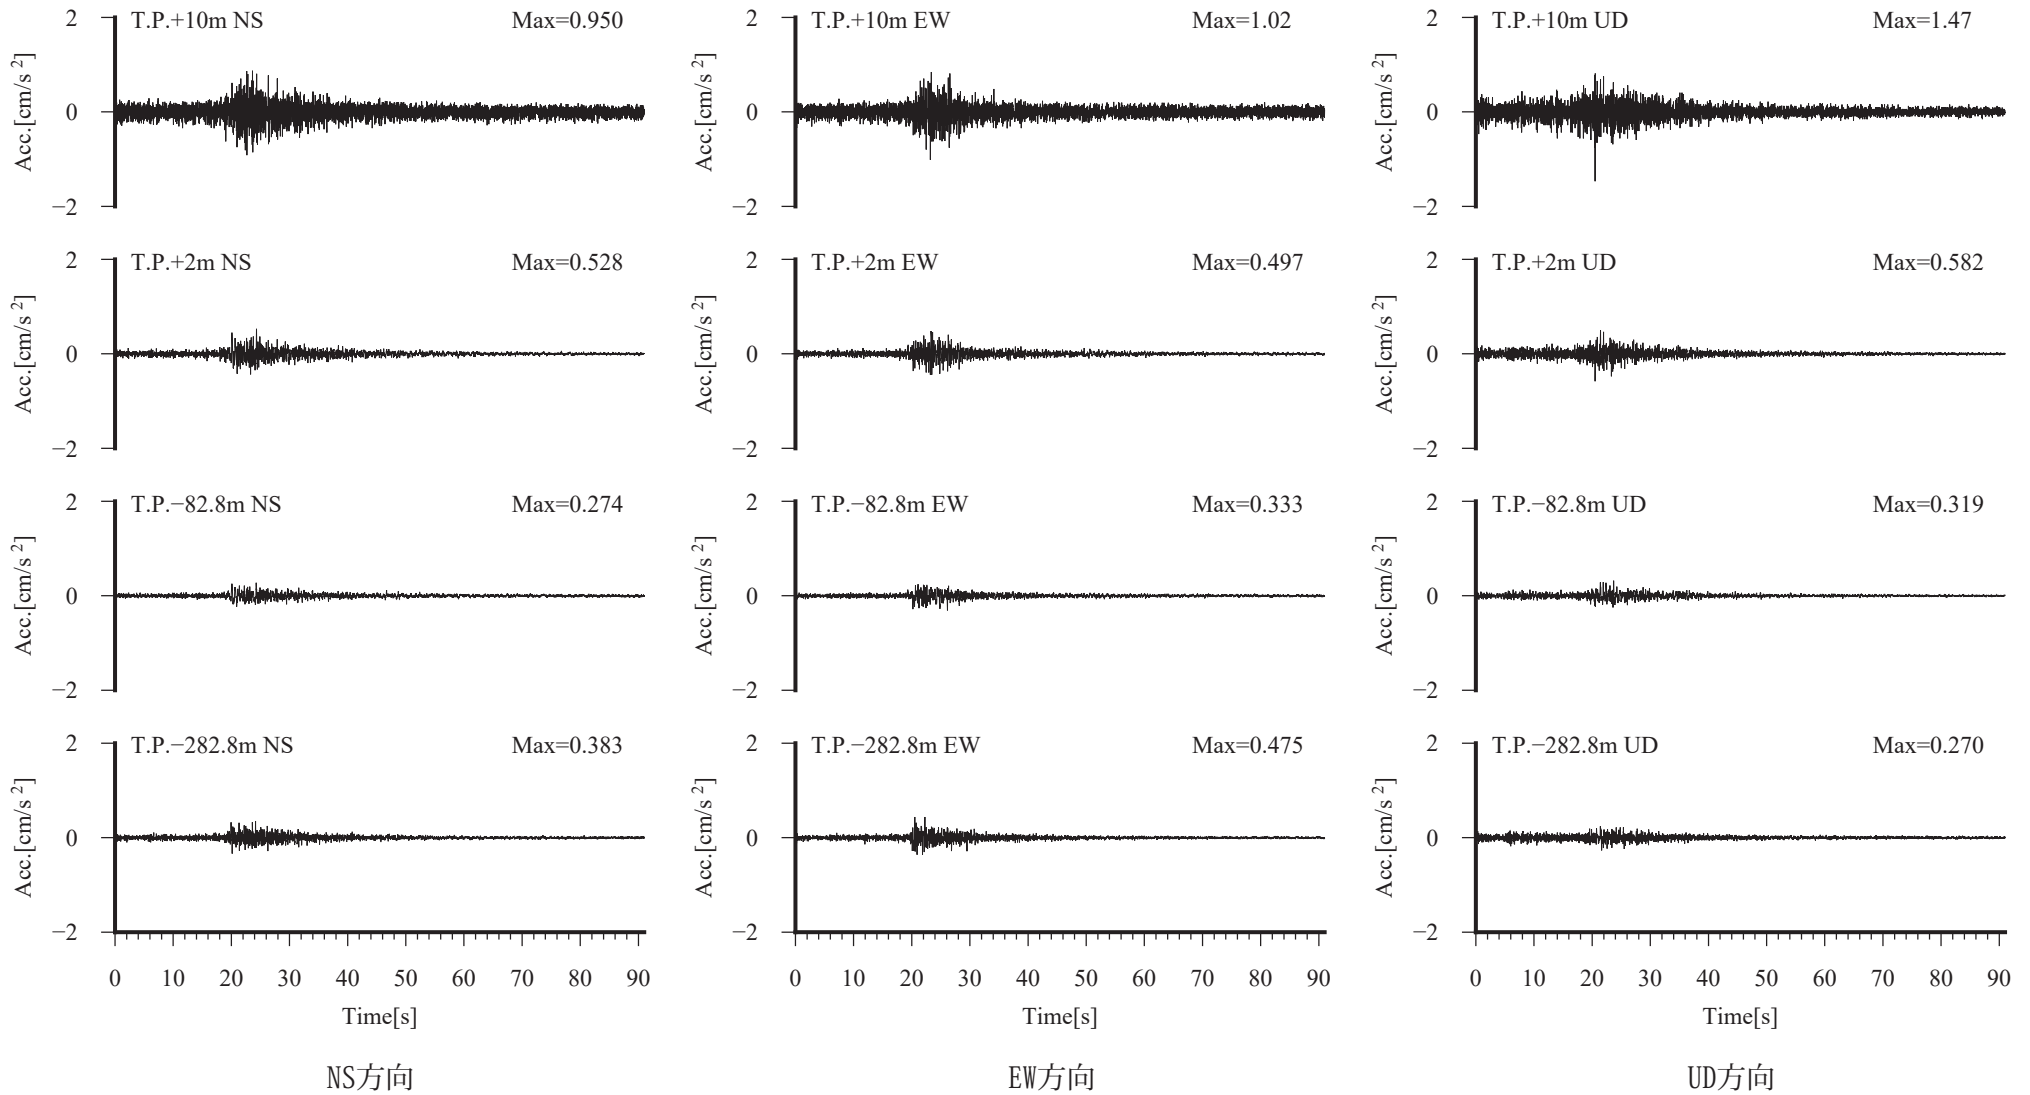 T.P.+10m NS Max=0.950
2
0
−2
Acc.[cm/s²]
T.P.+10m EW Max=1.02
2
0
−2
Acc.[cm/s²]
T.P.+10m UD Max=1.47
2
0
−2
Acc.[cm/s²]
T.P.+2m NS Max=0.528
2
0
−2
Acc.[cm/s²]
T.P.+2m EW Max=0.497
2
0
−2
Acc.[cm/s²]
T.P.+2m UD Max=0.582
2
0
−2
Acc.[cm/s²]
T.P.−82.8m NS Max=0.274
2
0
−2
Acc.[cm/s²]
T.P.−82.8m EW Max=0.333
2
0
−2
Acc.[cm/s²]
T.P.−82.8m UD Max=0.319
2
0
−2
Acc.[cm/s²]
T.P.−282.8m NS Max=0.383
2
0
−2
Acc.[cm/s²]
T.P.−282.8m EW Max=0.475
2
0
−2
Acc.[cm/s²]
T.P.−282.8m UD Max=0.270
2
0
−2
Acc.[cm/s²]
0 10 20 30 40 50 60 70 80 90
Time[s]
NS方向
0 10 20 30 40 50 60 70 80 90
Time[s]
EW方向
0 10 20 30 40 50 60 70 80 90
Time[s]
UD方向